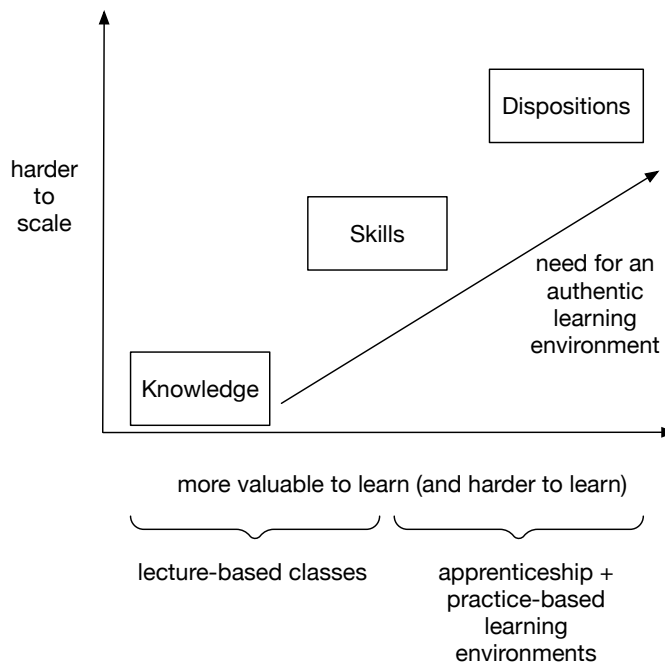 Dispositions
harder
to
scale
Skills
need for an
authentic
learning
environment
Knowledge
more valuable to learn (and harder to learn)
lecture-based classes
apprenticeship +
practice-based
learning
environments